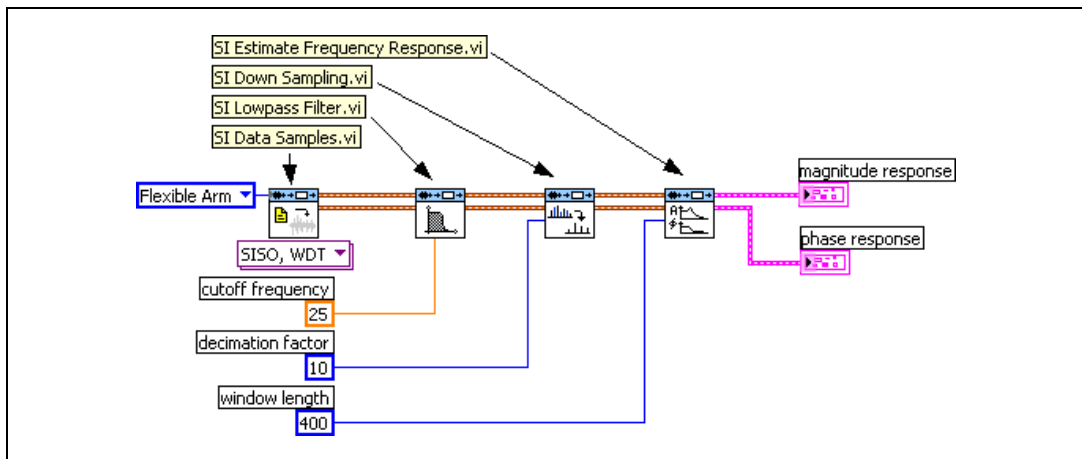 SI Estimate Frequency Response.vi
SI Down Sampling.vi
SI Lowpass Filter.vi
SI Data Samples.vi
magnitude response
Flexible Arm
phase response
SISO, WDT
cutoff frequency
25
decimation factor
10
window length
400